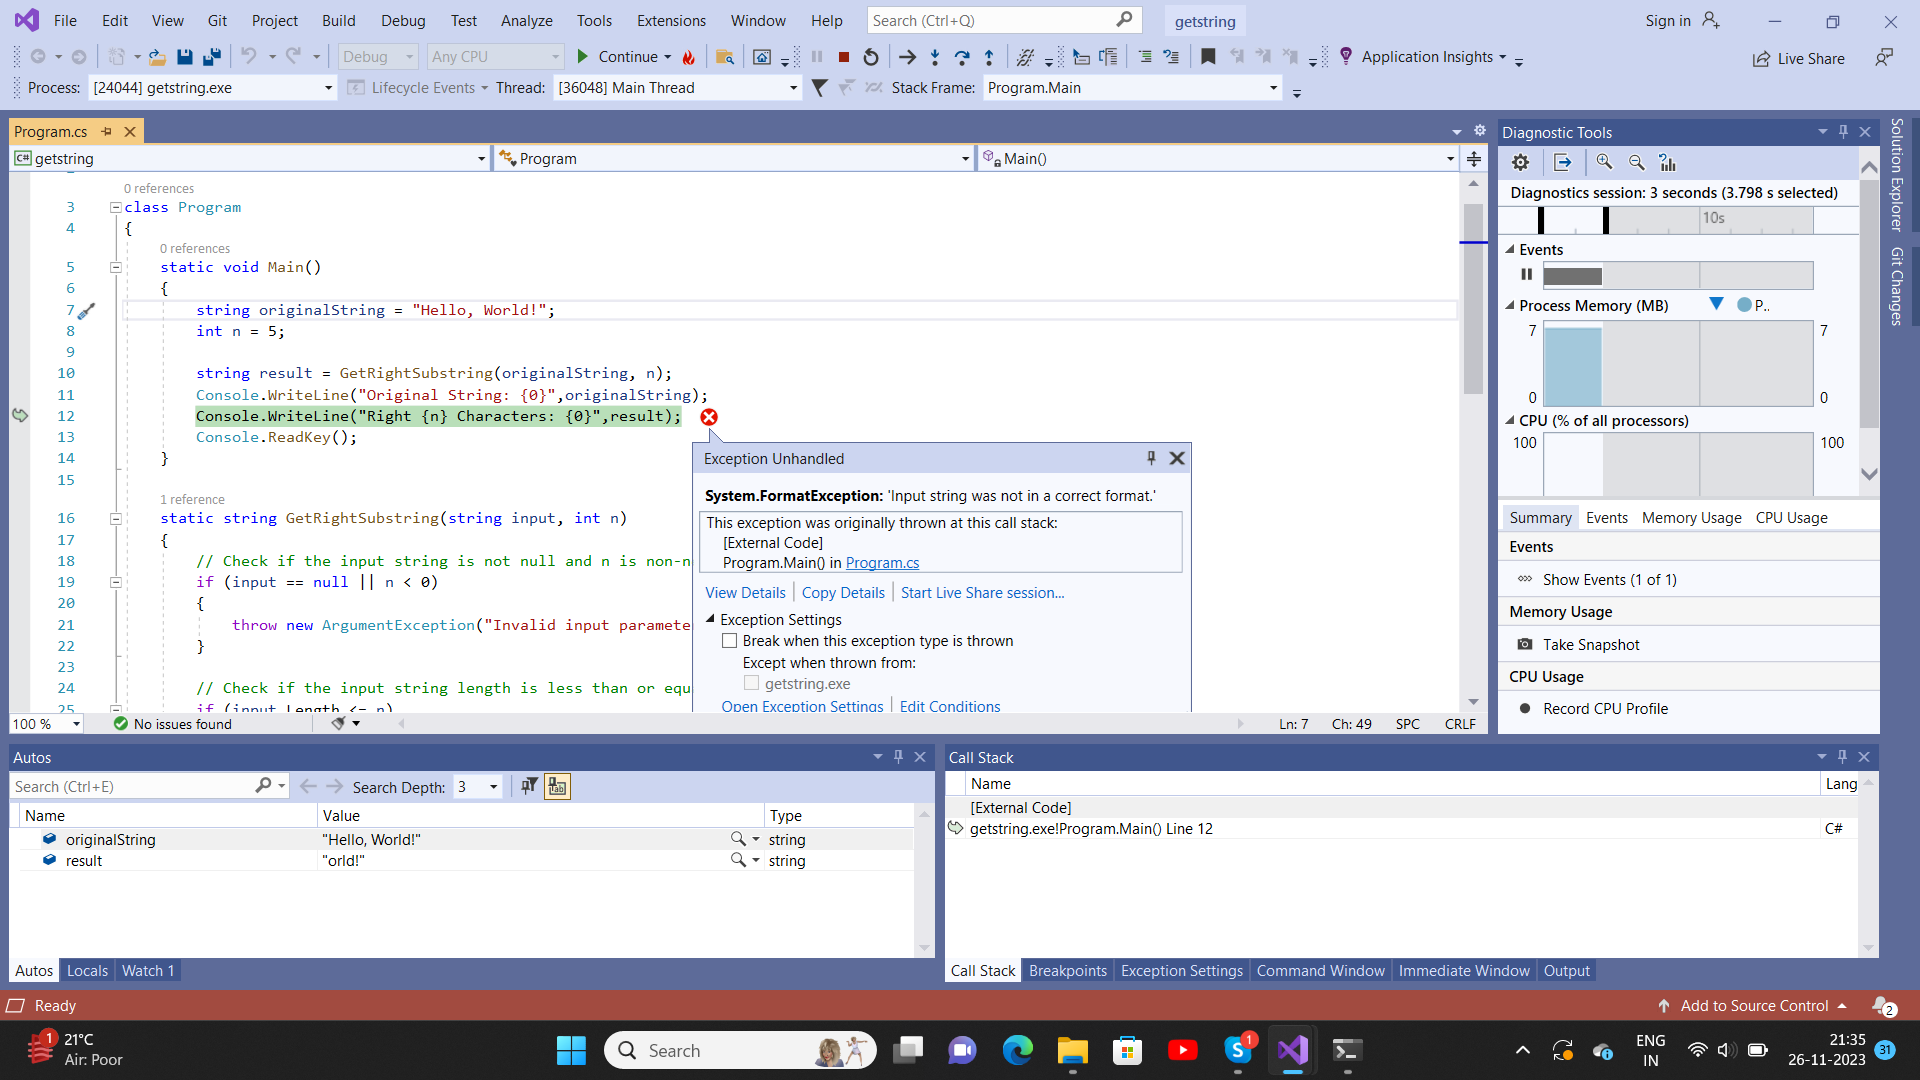 File Edit View Git Project Build Debug Test Analyze Tools Extensions Window Help Search (Ctrl+Q) getstring Sign in
Debug Any CPU Continue Application Insights Live Share
Process: [24044] getstring.exe Lifecycle Events Thread: [36048] Main Thread Stack Frame: Program.Main
Program.cs
C# getstring Program Main()
0 references
3 class Program
4 {
0 references
5 static void Main()
6 {
7 string originalString = "Hello, World!";
8 int n = 5;
9
10 string result = GetRightSubstring(originalString, n);
11 Console.WriteLine("Original String: {0}",originalString);
12 Console.WriteLine("Right {n} Characters: {0}",result);
13 Console.ReadKey();
14 }
15
1 reference
16 static string GetRightSubstring(string input, int n)
17 {
18 // Check if the input string is not null and n is non-n
19 if (input == null || n < 0)
20 {
21 throw new ArgumentException("Invalid input paramete
22 }
23
24 // Check if the input string length is less than or equ
25 if (input.Length <= n)
Exception Unhandled
System.FormatException: 'Input string was not in a correct format.'
This exception was originally thrown at this call stack:
[External Code]
Program.Main() in Program.cs
View Details Copy Details Start Live Share session...
Exception Settings
Break when this exception type is thrown
Except when thrown from:
getstring.exe
Open Exception Settings Edit Conditions
100 % No issues found Ln: 7 Ch: 49 SPC CRLF
Diagnostic Tools
Diagnostics session: 3 seconds (3.798 s selected)
10s
Events
Process Memory (MB) P..
7 7
0 0
CPU (% of all processors)
100 100
Summary Events Memory Usage CPU Usage
Events
Show Events (1 of 1)
Memory Usage
Take Snapshot
CPU Usage
Record CPU Profile
Solution Explorer
Git Changes
Autos
Search (Ctrl+E) Search Depth: 3
Name Value Type
originalString "Hello, World!" string
result "orld!" string
Autos Locals Watch 1
Call Stack
Name Lang
[External Code]
getstring.exe!Program.Main() Line 12 C#
Call Stack Breakpoints Exception Settings Command Window Immediate Window Output
Ready Add to Source Control 2
1 21°C
Air: Poor
Search
S 1
ENG
IN
21:35
26-11-2023
31